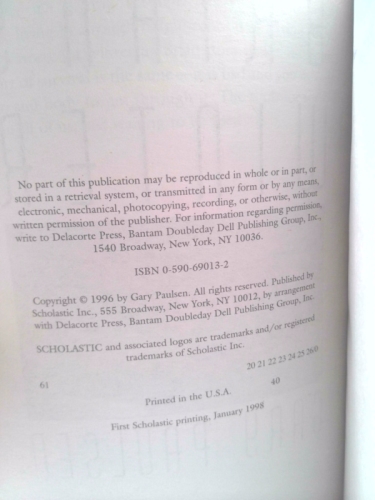 No part of this publication may be reproduced in whole or in part, or
stored in a retrieval system, or transmitted in any form or by any means,
electronic, mechanical, photocopying, recording, or otherwise, without
written permission of the publisher. For information regarding permission,
write to Delacorte Press, Bantam Doubleday Dell Publishing Group, Inc.,
1540 Broadway, New York, NY 10036.
ISBN 0-590-69013-2
Copyright © 1996 by Gary Paulsen. All rights reserved. Published by
Scholastic Inc., 555 Broadway, New York, NY 10012, by arrangement
with Delacorte Press, Bantam Doubleday Dell Publishing Group, Inc.
SCHOLASTIC and associated logos are trademarks and/or registered
trademarks of Scholastic Inc.
61 20 21 22 23 24 25 26/0
Printed in the U.S.A. 40
First Scholastic printing, January 1998